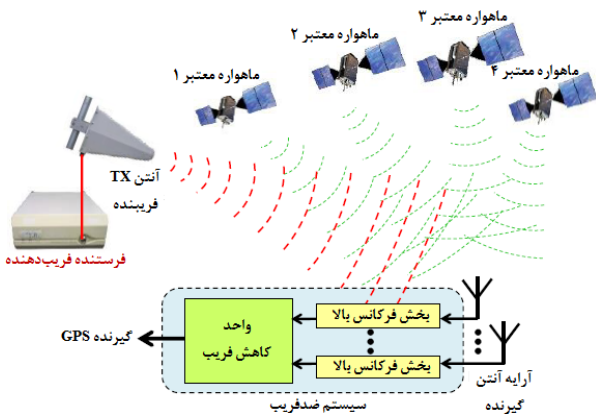 ماهواره معتبر ۳
ماهواره معتبر ۲
ماهواره معتبر ۴
ماهواره معتبر ۱
آنتن TX
فریبنده
فرستنده فریب‌دهنده
بخش فرکانس بالا
واحد
کاهش فریب
گیرنده GPS
بخش فرکانس بالا
آرایه آنتن
گیرنده
سیستم ضدفریب